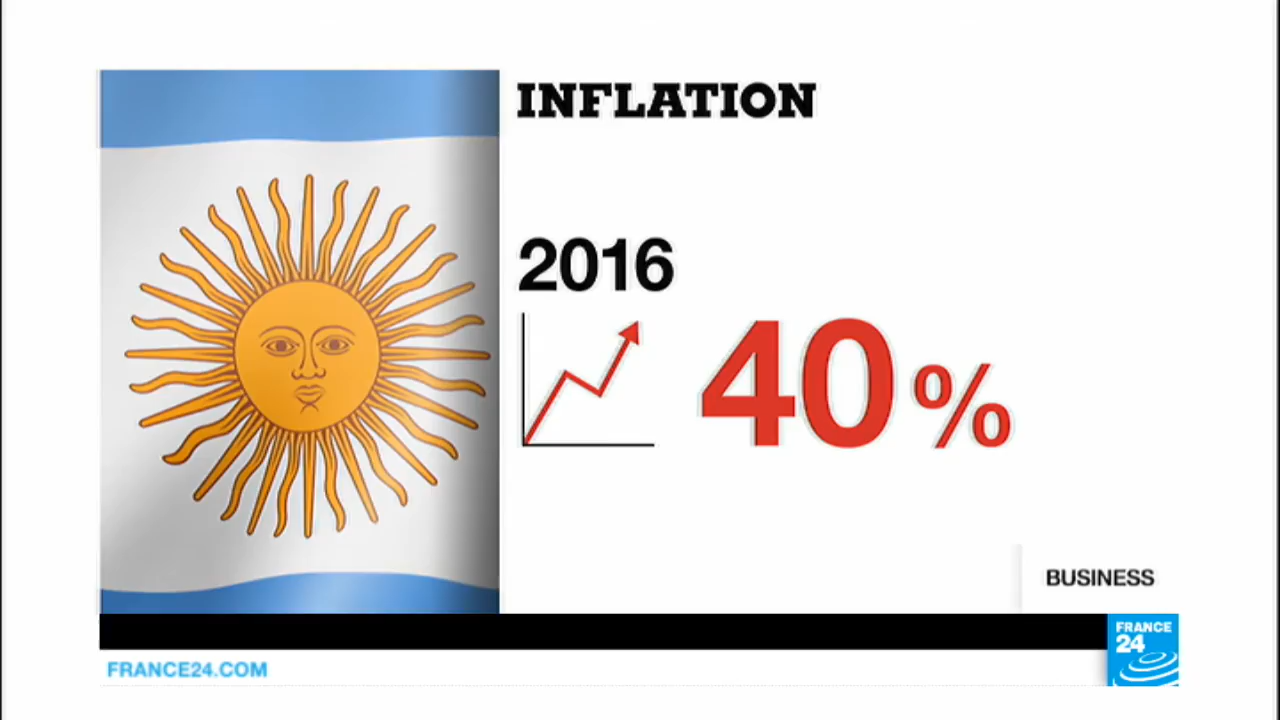 INFLATION
2016
40%
BUSINESS
FRANCE
24
FRANCE24.COM